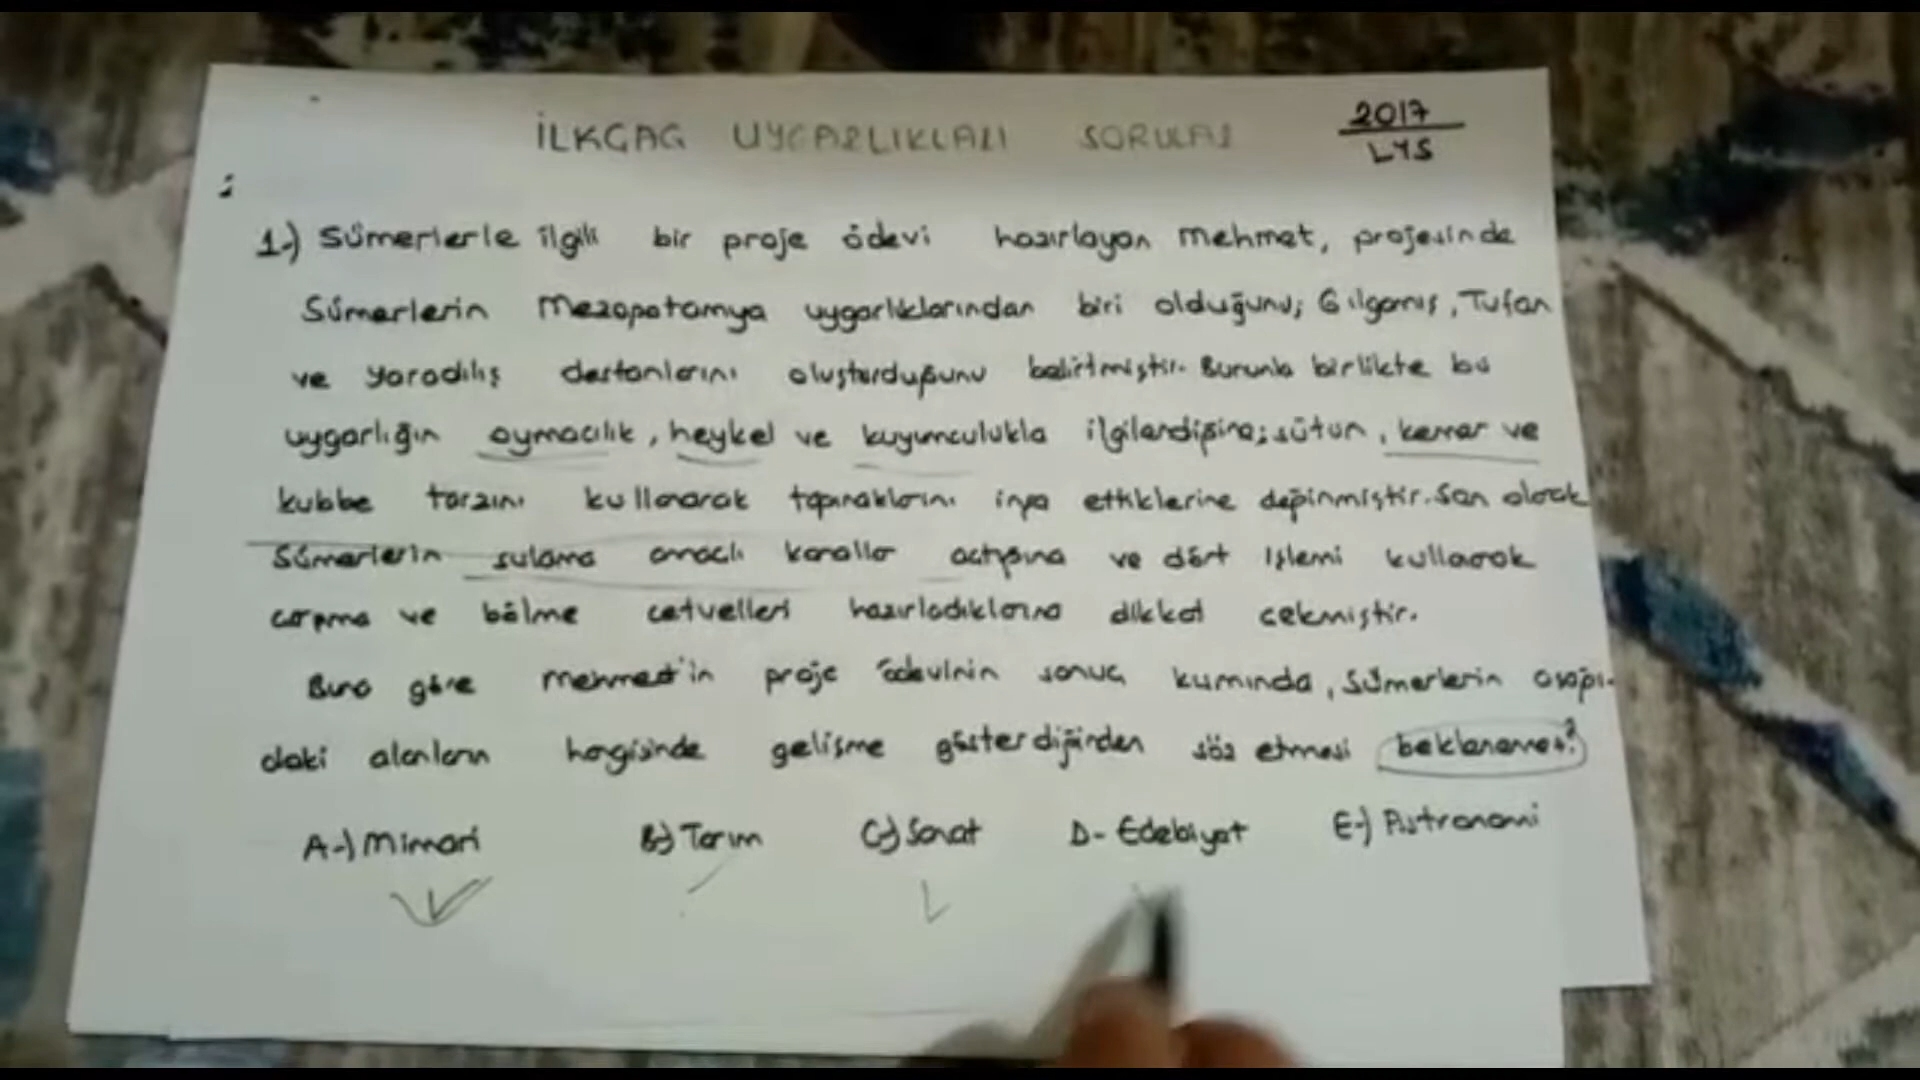 İLKÇAĞ UYGARLIKLARI SORULAR
2017
LYS
1-) Sümerlerle ilgili bir proje ödevi hazırlayan Mehmet, projesinde
Sümerlerin Mezopotamya uygarlıklarından biri olduğunu; Gılgamış, Tufan
ve Yaradılış destanlarını oluşturduğunu belirtmiştir. Bununla birlikte bu
uygarlığın oymacılık, heykel ve kuyumculukla ilgilendiğine; sütun, kemer ve
kubbe tarzını kullanarak tapınaklarını inşa ettiklerine değinmiştir. Son olarak
Sümerlerin sulama amaçlı kanallar açtığına ve dört işlemi kullanarak
çarpma ve bölme cetvelleri hazırladıklarına dikkat çekmiştir.
Buna göre Mehmet'in proje ödevinin sonuç kısmında, Sümerlerin aşağı-
daki alanların hangisinde gelişme gösterdiğinden söz etmesi beklenemez?
A-) Mimari B-) Tarım C-) Sanat D- Edebiyat E-) Astronomi